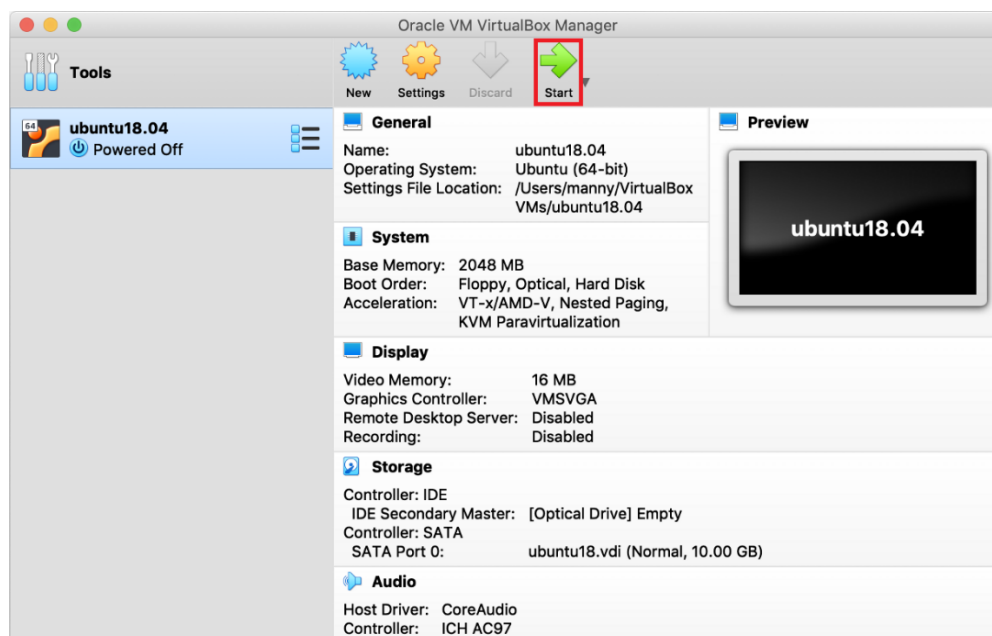 Oracle VM VirtualBox Manager
Tools
New Settings Discard Start
64
ubuntu18.04
Powered Off
General
Name: ubuntu18.04
Operating System: Ubuntu (64-bit)
Settings File Location: /Users/manny/VirtualBox
VMs/ubuntu18.04
Preview
ubuntu18.04
System
Base Memory: 2048 MB
Boot Order: Floppy, Optical, Hard Disk
Acceleration: VT-x/AMD-V, Nested Paging,
KVM Paravirtualization
Display
Video Memory: 16 MB
Graphics Controller: VMSVGA
Remote Desktop Server: Disabled
Recording: Disabled
Storage
Controller: IDE
IDE Secondary Master: [Optical Drive] Empty
Controller: SATA
SATA Port 0: ubuntu18.vdi (Normal, 10.00 GB)
Audio
Host Driver: CoreAudio
Controller: ICH AC97